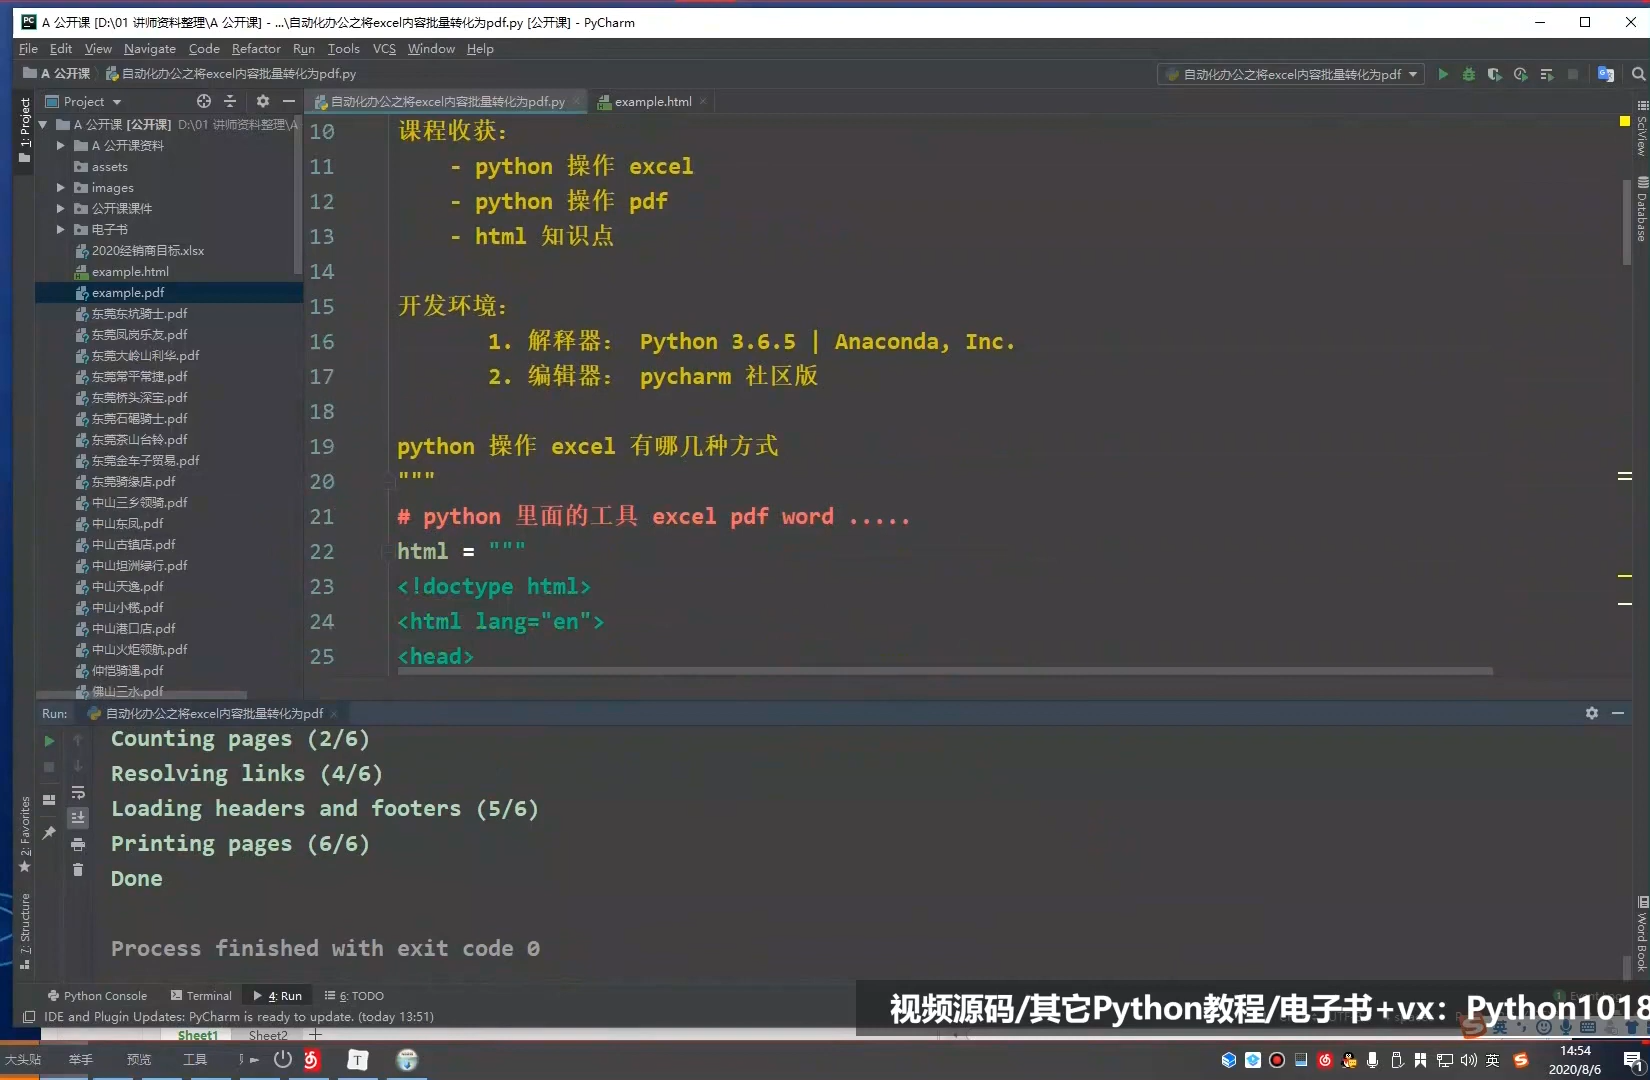 A 公开课 [D:\01 讲师资料整理\A 公开课] - ...\自动化办公之将excel内容批量转化为pdf.py [公开课] - PyCharm
File Edit View Navigate Code Refactor Run Tools VCS Window Help
A 公开课 自动化办公之将excel内容批量转化为pdf.py
自动化办公之将excel内容批量转化为pdf
Project
自动化办公之将excel内容批量转化为pdf.py
example.html
1: Project
A 公开课 [公开课] D:\01 讲师资料整理\A
A 公开课资料
assets
images
公开课课件
电子书
2020经销商目标.xlsx
example.html
example.pdf
东莞东坑骑士.pdf
东莞凤岗乐友.pdf
东莞大岭山利华.pdf
东莞常平常捷.pdf
东莞桥头深宝.pdf
东莞石碣骑士.pdf
东莞茶山台铃.pdf
东莞金车子贸易.pdf
东莞骑缘店.pdf
中山三乡领骑.pdf
中山东凤.pdf
中山古镇店.pdf
中山坦洲绿行.pdf
中山天逸.pdf
中山小榄.pdf
中山港口店.pdf
中山火炬领航.pdf
仲恺骑遇.pdf
佛山三水.pdf
10 课程收获：
11 - python 操作 excel
12 - python 操作 pdf
13 - html 知识点
14
15 开发环境：
16 1. 解释器： Python 3.6.5 | Anaconda, Inc.
17 2. 编辑器： pycharm 社区版
18
19 python 操作 excel 有哪几种方式
20 """
21 # python 里面的工具 excel pdf word .....
22 html = """
23 <!doctype html>
24 <html lang="en">
25 <head>
SciView
Database
Word Book
Run: 自动化办公之将excel内容批量转化为pdf
Counting pages (2/6)
Resolving links (4/6)
Loading headers and footers (5/6)
Printing pages (6/6)
Done
Process finished with exit code 0
2: Favorites
7: Structure
Python Console Terminal 4: Run 6: TODO
IDE and Plugin Updates: PyCharm is ready to update. (today 13:51)
视频源码/其它Python教程/电子书+vx：Python1018
Sheet1 Sheet2
大头贴 举手 预览 工具
英
14:54
2020/8/6